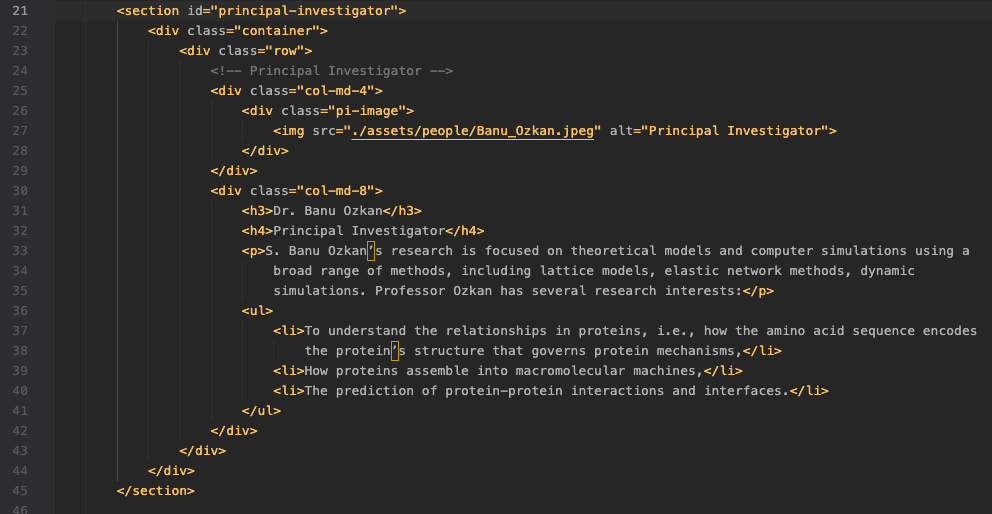 21 <section id="principal-investigator">
22 <div class="container">
23 <div class="row">
24 <!-- Principal Investigator -->
25 <div class="col-md-4">
26 <div class="pi-image">
27 <img src="./assets/people/Banu_Ozkan.jpeg" alt="Principal Investigator">
28 </div>
29 </div>
30 <div class="col-md-8">
31 <h3>Dr. Banu Ozkan</h3>
32 <h4>Principal Investigator</h4>
33 <p>S. Banu Ozkan’s research is focused on theoretical models and computer simulations using a
34 broad range of methods, including lattice models, elastic network methods, dynamic
35 simulations. Professor Ozkan has several research interests:</p>
36 <ul>
37 <li>To understand the relationships in proteins, i.e., how the amino acid sequence encodes
38 the protein’s structure that governs protein mechanisms,</li>
39 <li>How proteins assemble into macromolecular machines,</li>
40 <li>The prediction of protein-protein interactions and interfaces.</li>
41 </ul>
42 </div>
43 </div>
44 </div>
45 </section>
46